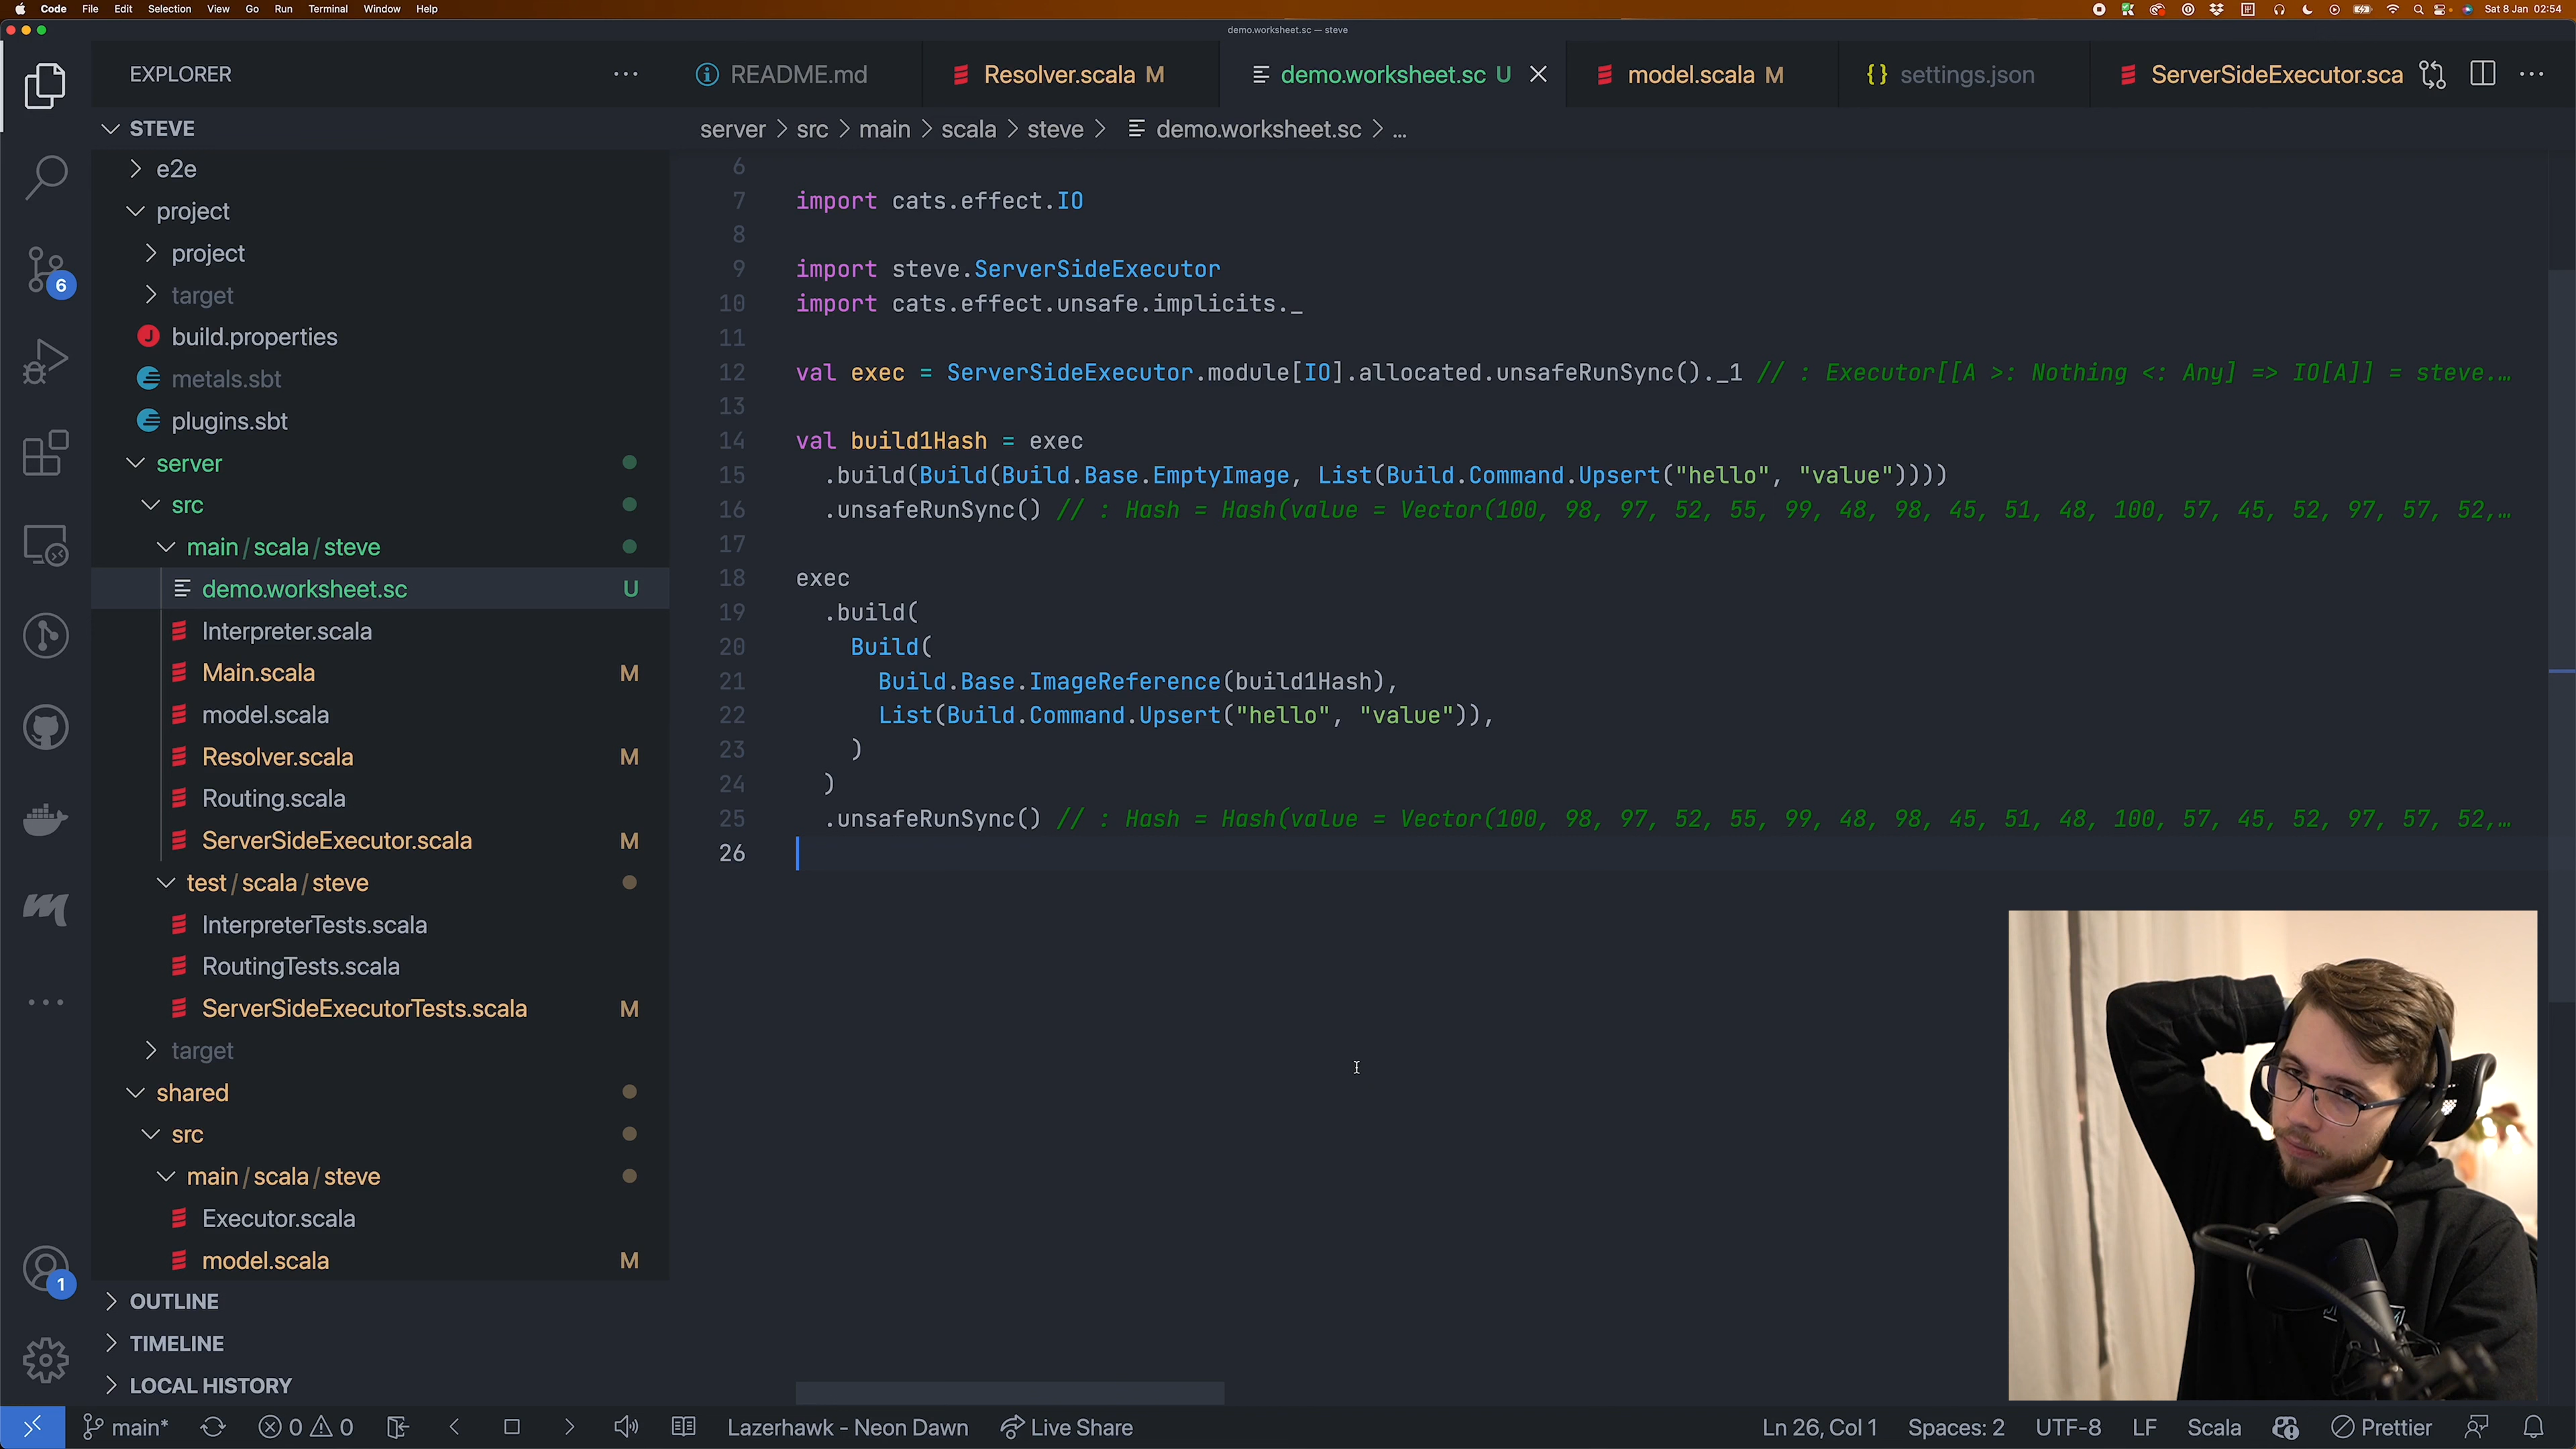 Code File Edit Selection View Go Run Terminal Window Help
Sat 8 Jan 02:54
demo.worksheet.sc — steve
EXPLORER
README.md
Resolver.scala M
demo.worksheet.sc U
model.scala M
settings.json
ServerSideExecutor.sca
STEVE
server > src > main > scala > steve > demo.worksheet.sc > ...
e2e
project
project
target
build.properties
metals.sbt
plugins.sbt
server
src
main / scala / steve
demo.worksheet.sc U
Interpreter.scala
Main.scala M
model.scala
Resolver.scala M
Routing.scala
ServerSideExecutor.scala M
test / scala / steve
InterpreterTests.scala
RoutingTests.scala
ServerSideExecutorTests.scala M
target
shared
src
main / scala / steve
Executor.scala
model.scala M
OUTLINE
TIMELINE
LOCAL HISTORY
6
1
6
7 import cats.effect.IO
8
9 import steve.ServerSideExecutor
10 import cats.effect.unsafe.implicits._
11
12 val exec = ServerSideExecutor.module[IO].allocated.unsafeRunSync()._1 // : Executor[[A >: Nothing <: Any] => IO[A]] = steve.…
13
14 val build1Hash = exec
15 .build(Build(Build.Base.EmptyImage, List(Build.Command.Upsert("hello", "value"))))
16 .unsafeRunSync() // : Hash = Hash(value = Vector(100, 98, 97, 52, 55, 99, 48, 98, 45, 51, 48, 100, 57, 45, 52, 97, 57, 52,…
17
18 exec
19 .build(
20 Build(
21 Build.Base.ImageReference(build1Hash),
22 List(Build.Command.Upsert("hello", "value")),
23 )
24 )
25 .unsafeRunSync() // : Hash = Hash(value = Vector(100, 98, 97, 52, 55, 99, 48, 98, 45, 51, 48, 100, 57, 45, 52, 97, 57, 52,…
26
main* 0 0 Lazerhawk - Neon Dawn Live Share Ln 26, Col 1 Spaces: 2 UTF-8 LF Scala Prettier